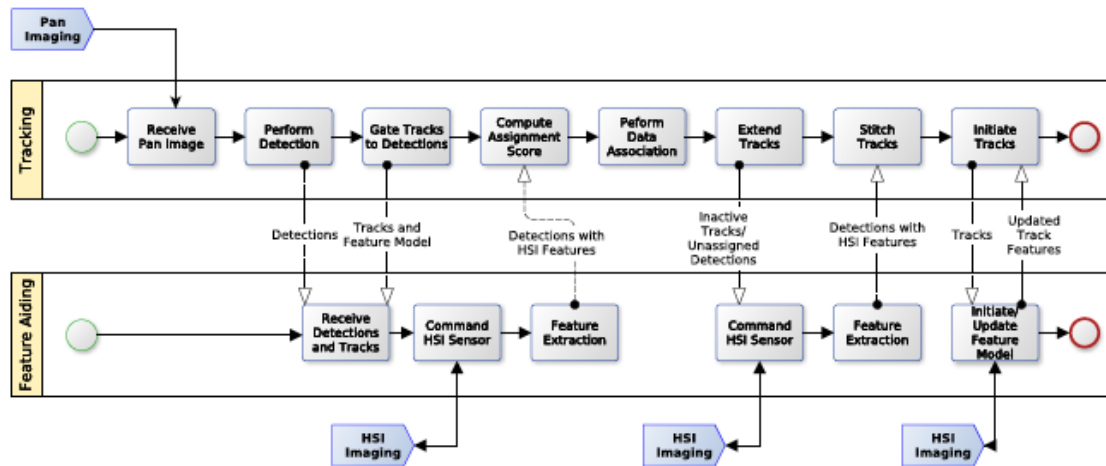 Pan
Imaging
Tracking
Receive
Pan Image
Perform
Detection
Gate Tracks
to Detections
Compute
Assignment
Score
Peform
Data
Association
Extend
Tracks
Stitch
Tracks
Initiate
Tracks
Detections
Tracks and
Feature Model
Detections with
HSI Features
Inactive
Tracks/
Unassigned
Detections
Detections with
HSI Features
Tracks
Updated
Track
Features
Feature Aiding
Receive
Detections
and Tracks
Command
HSI Sensor
Feature
Extraction
Command
HSI Sensor
Feature
Extraction
Initiate/
Update
Feature
Model
HSI
Imaging
HSI
Imaging
HSI
Imaging